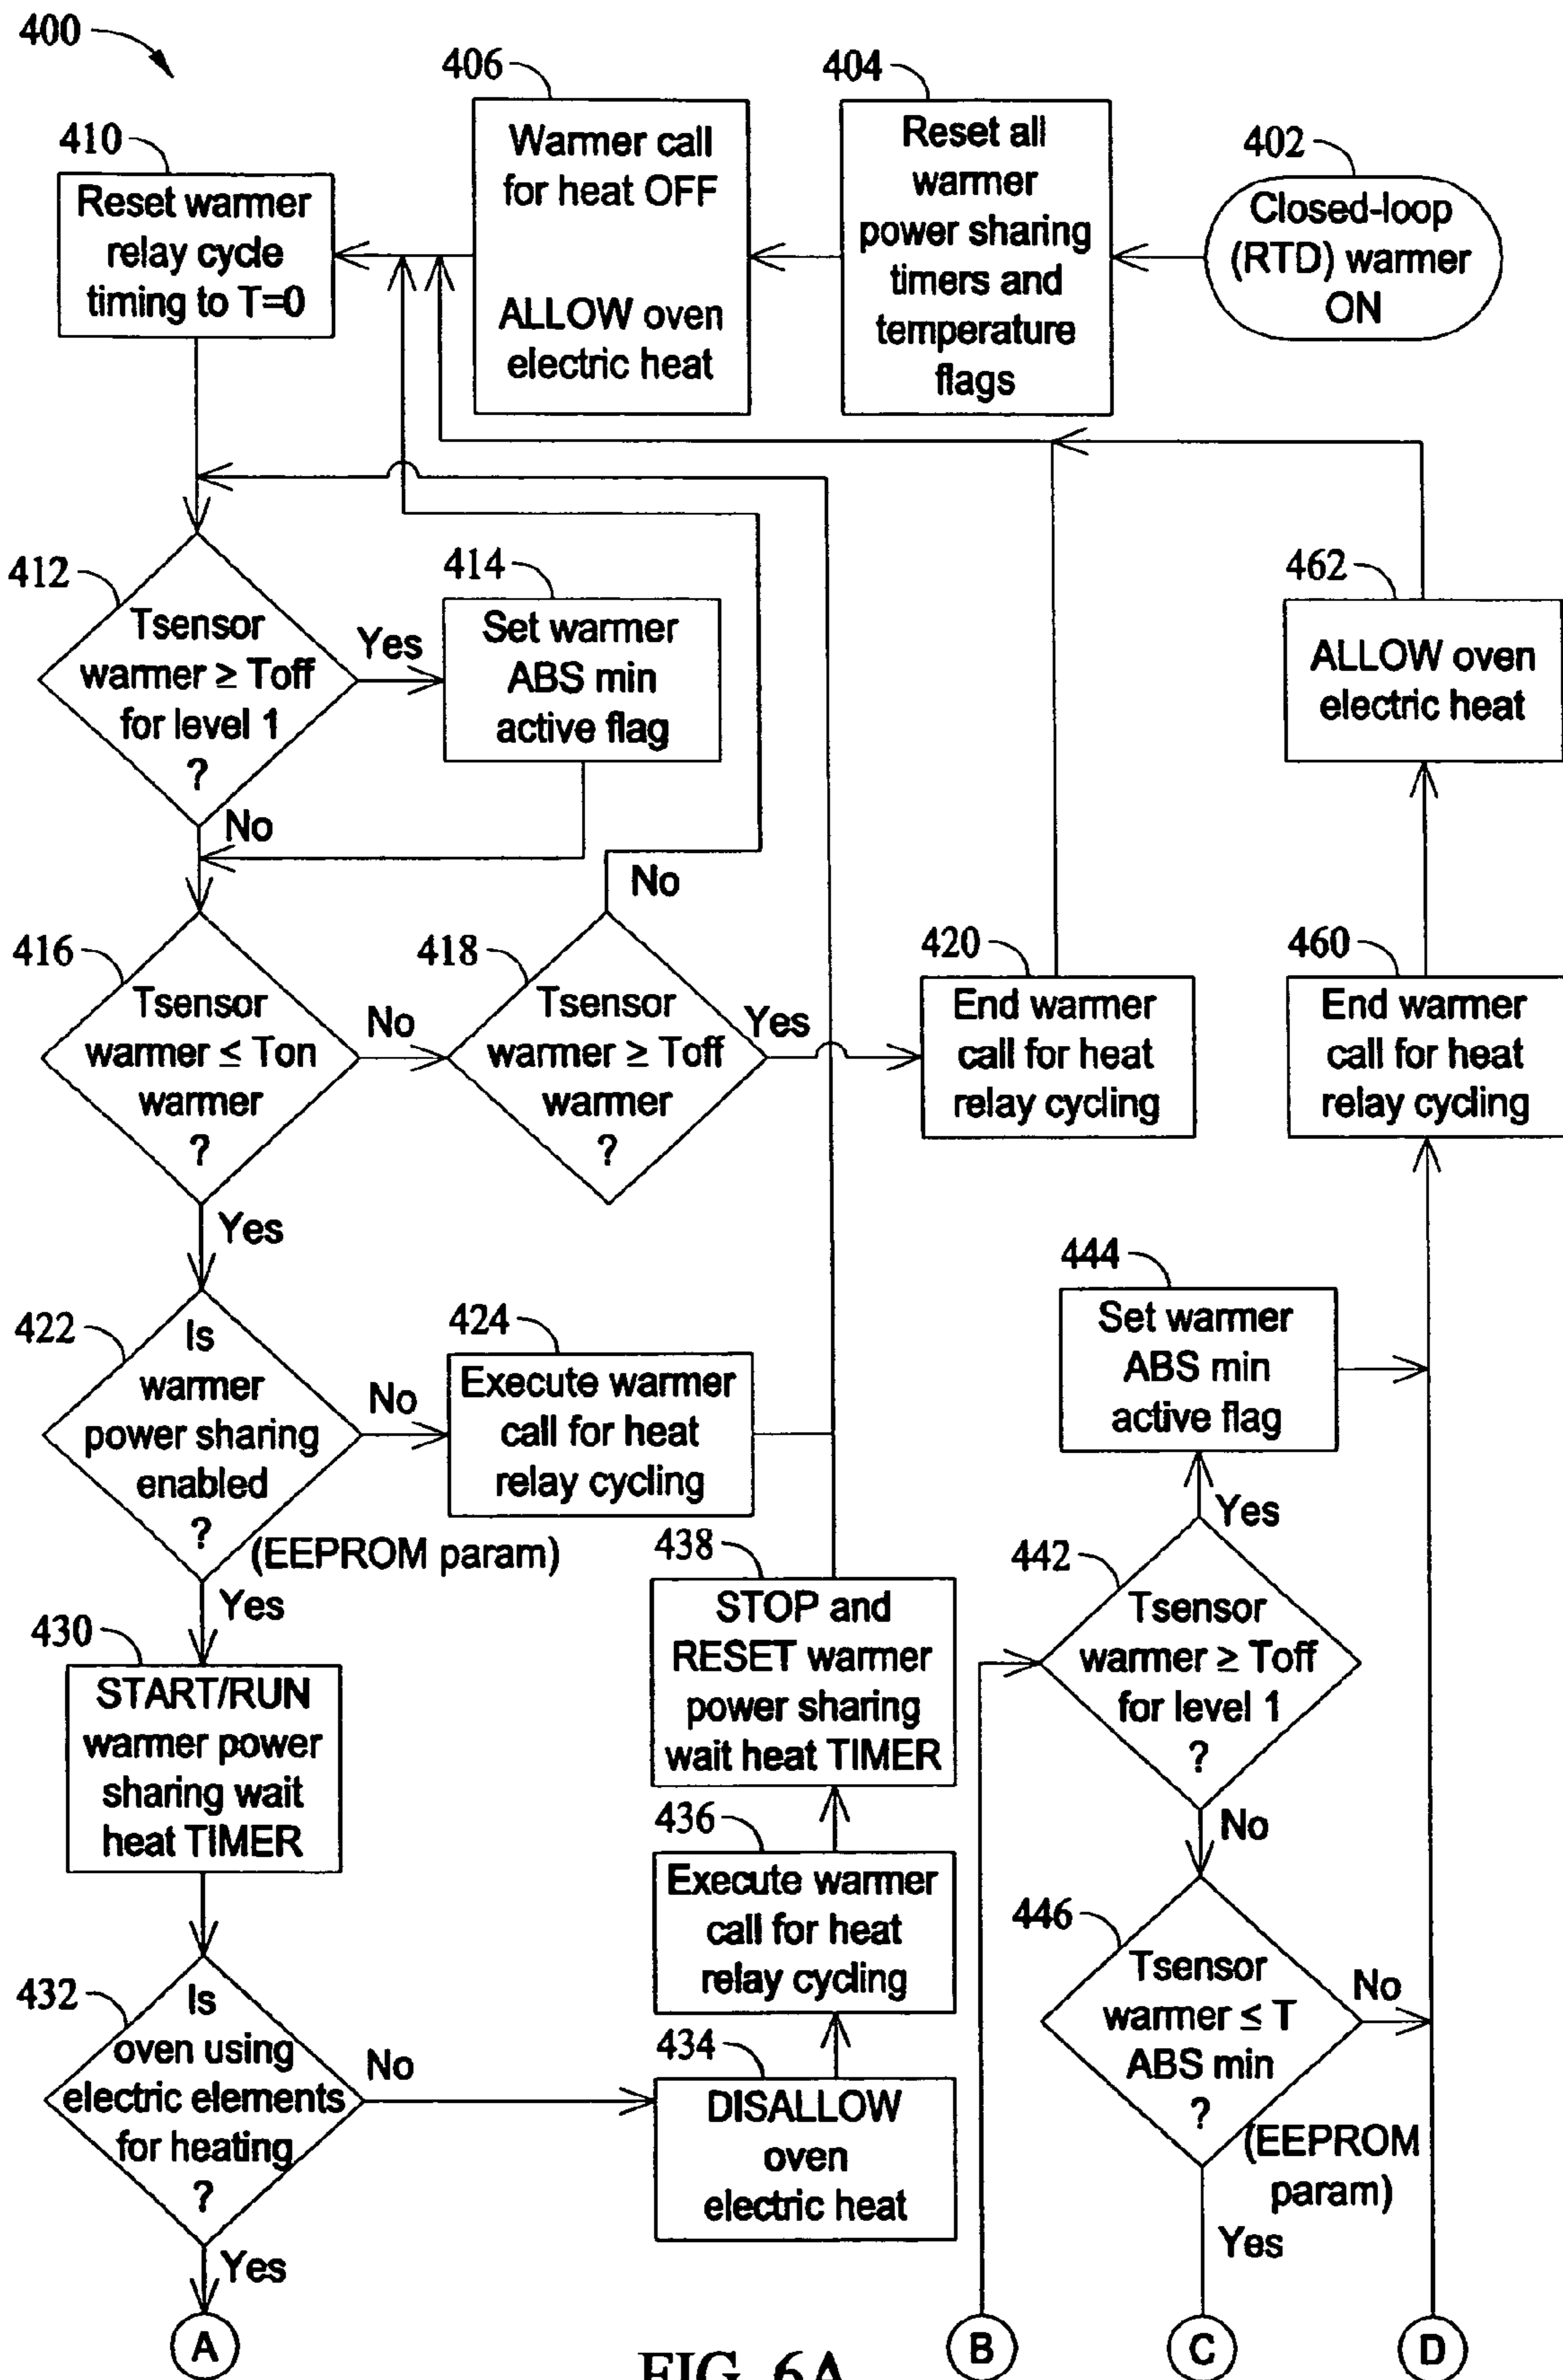 400
406
Warmer call
for heat OFF
ALLOW oven
electric heat
404
Reset all
warmer
power sharing
timers and
temperature
flags
402
Closed-loop
(RTD) warmer
ON
410
Reset warmer
relay cycle
timing to T=0
412
Tsensor
warmer ≥ Toff
for level 1
?
Yes
No
414
Set warmer
ABS min
active flag
462
ALLOW oven
electric heat
416
Tsensor
warmer ≤ Ton
warmer
?
No
Yes
418
Tsensor
warmer ≥ Toff
warmer
?
No
Yes
420
End warmer
call for heat
relay cycling
460
End warmer
call for heat
relay cycling
422
Is
warmer
power sharing
enabled
?
(EEPROM param)
No
Yes
424
Execute warmer
call for heat
relay cycling
444
Set warmer
ABS min
active flag
Yes
442
Tsensor
warmer ≥ Toff
for level 1
?
No
430
START/RUN
warmer power
sharing wait
heat TIMER
438
STOP and
RESET warmer
power sharing
wait heat TIMER
436
Execute warmer
call for heat
relay cycling
446
Tsensor
warmer ≤ T
ABS min
?
(EEPROM
param)
No
Yes
432
Is
oven using
electric elements
for heating
?
No
Yes
434
DISALLOW
oven
electric heat
A
B
C
D
FIG. 6A